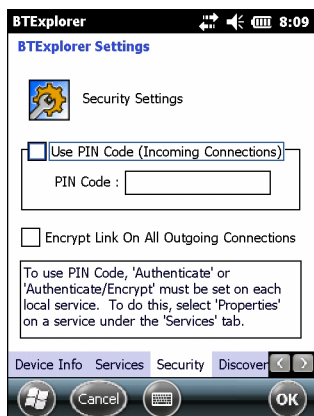 BTExplorer 8:09
BTExplorer Settings
Security Settings
Use PIN Code (Incoming Connections)
PIN Code :
Encrypt Link On All Outgoing Connections
To use PIN Code, 'Authenticate' or
'Authenticate/Encrypt' must be set on each
local service. To do this, select 'Properties'
on a service under the 'Services' tab.
Device Info Services Security Discover
Cancel OK